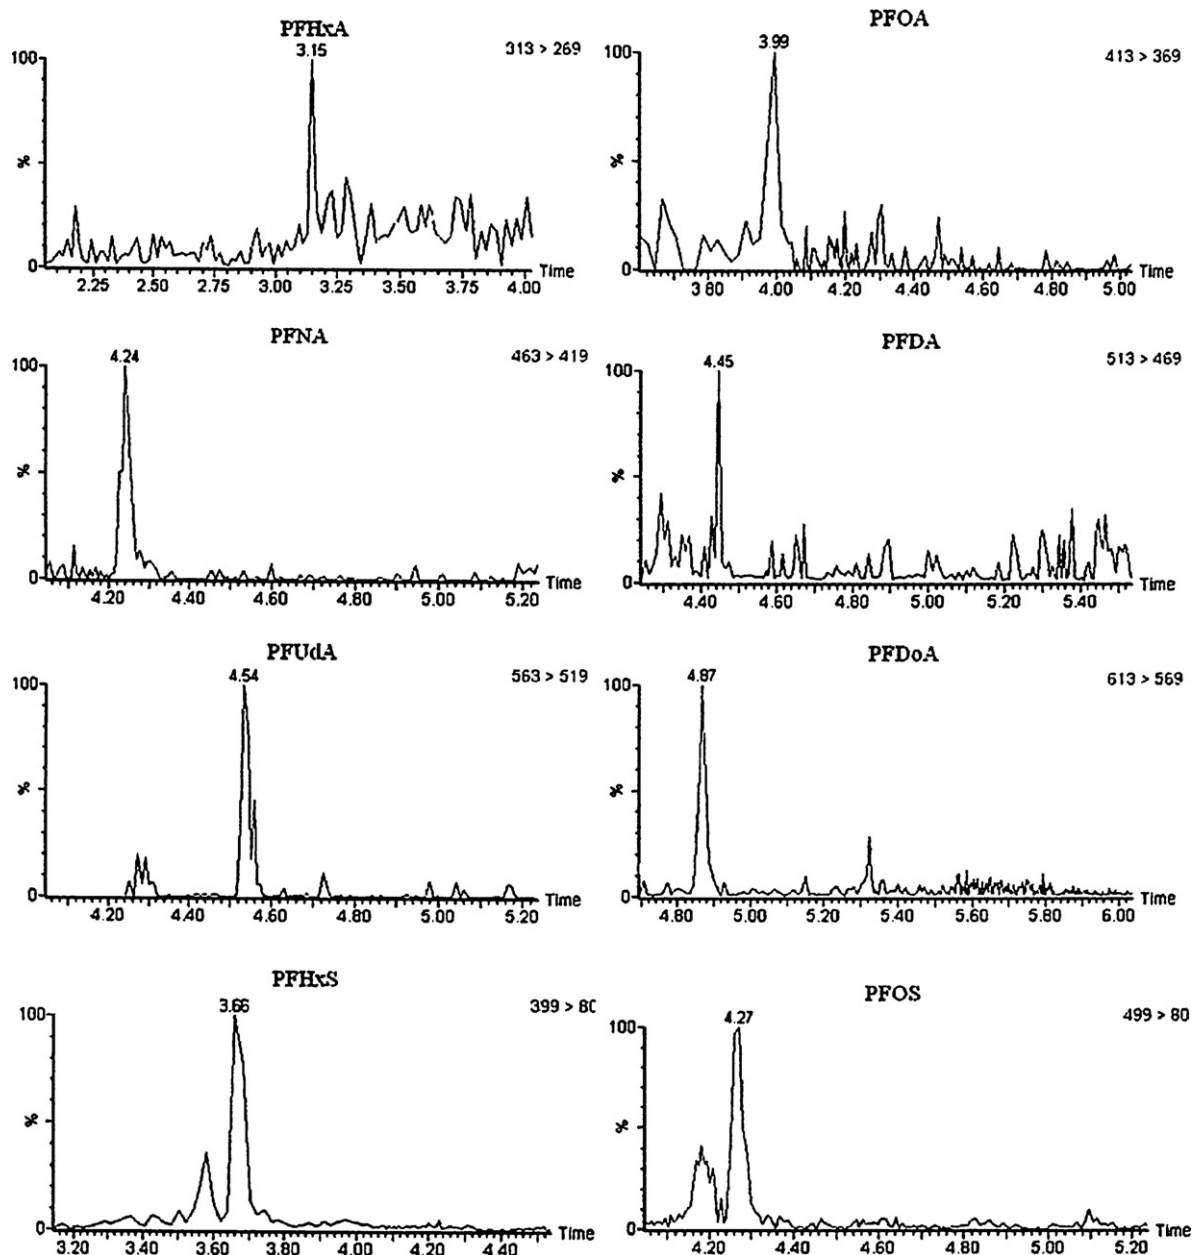 PFHxA
3.15
313 > 269
100
%
0
2.25 2.50 2.75 3.00 3.25 3.50 3.75 4.00
Time
PFOA
3.99
413 > 369
100
%
0
3 80 4.00 4.20 4.40 4.60 4.80 5.00
Time
PFNA
4.24
463 > 419
100
%
0
4.20 4.40 4.60 4.80 5.00 5.20
Time
PFDA
4.45
513 > 469
100
%
0
4.40 4.60 4.80 5.00 5.20 5.40
Time
PFUdA
4.54
563 > 519
100
%
0
4.20 4.40 4.60 4.80 5.00 5.20
Time
PFDoA
4.87
613 > 569
100
%
0
4.80 5.00 5.20 5.40 5.60 5.80 6.00
Time
PFHxS
3.66
399 > 80
100
%
0
3.20 3.40 3.60 3.80 4.00 4.20 4.40
Time
PFOS
4.27
499 > 80
100
%
0
4.20 4.40 4.60 4.80 5.00 5.20
Time